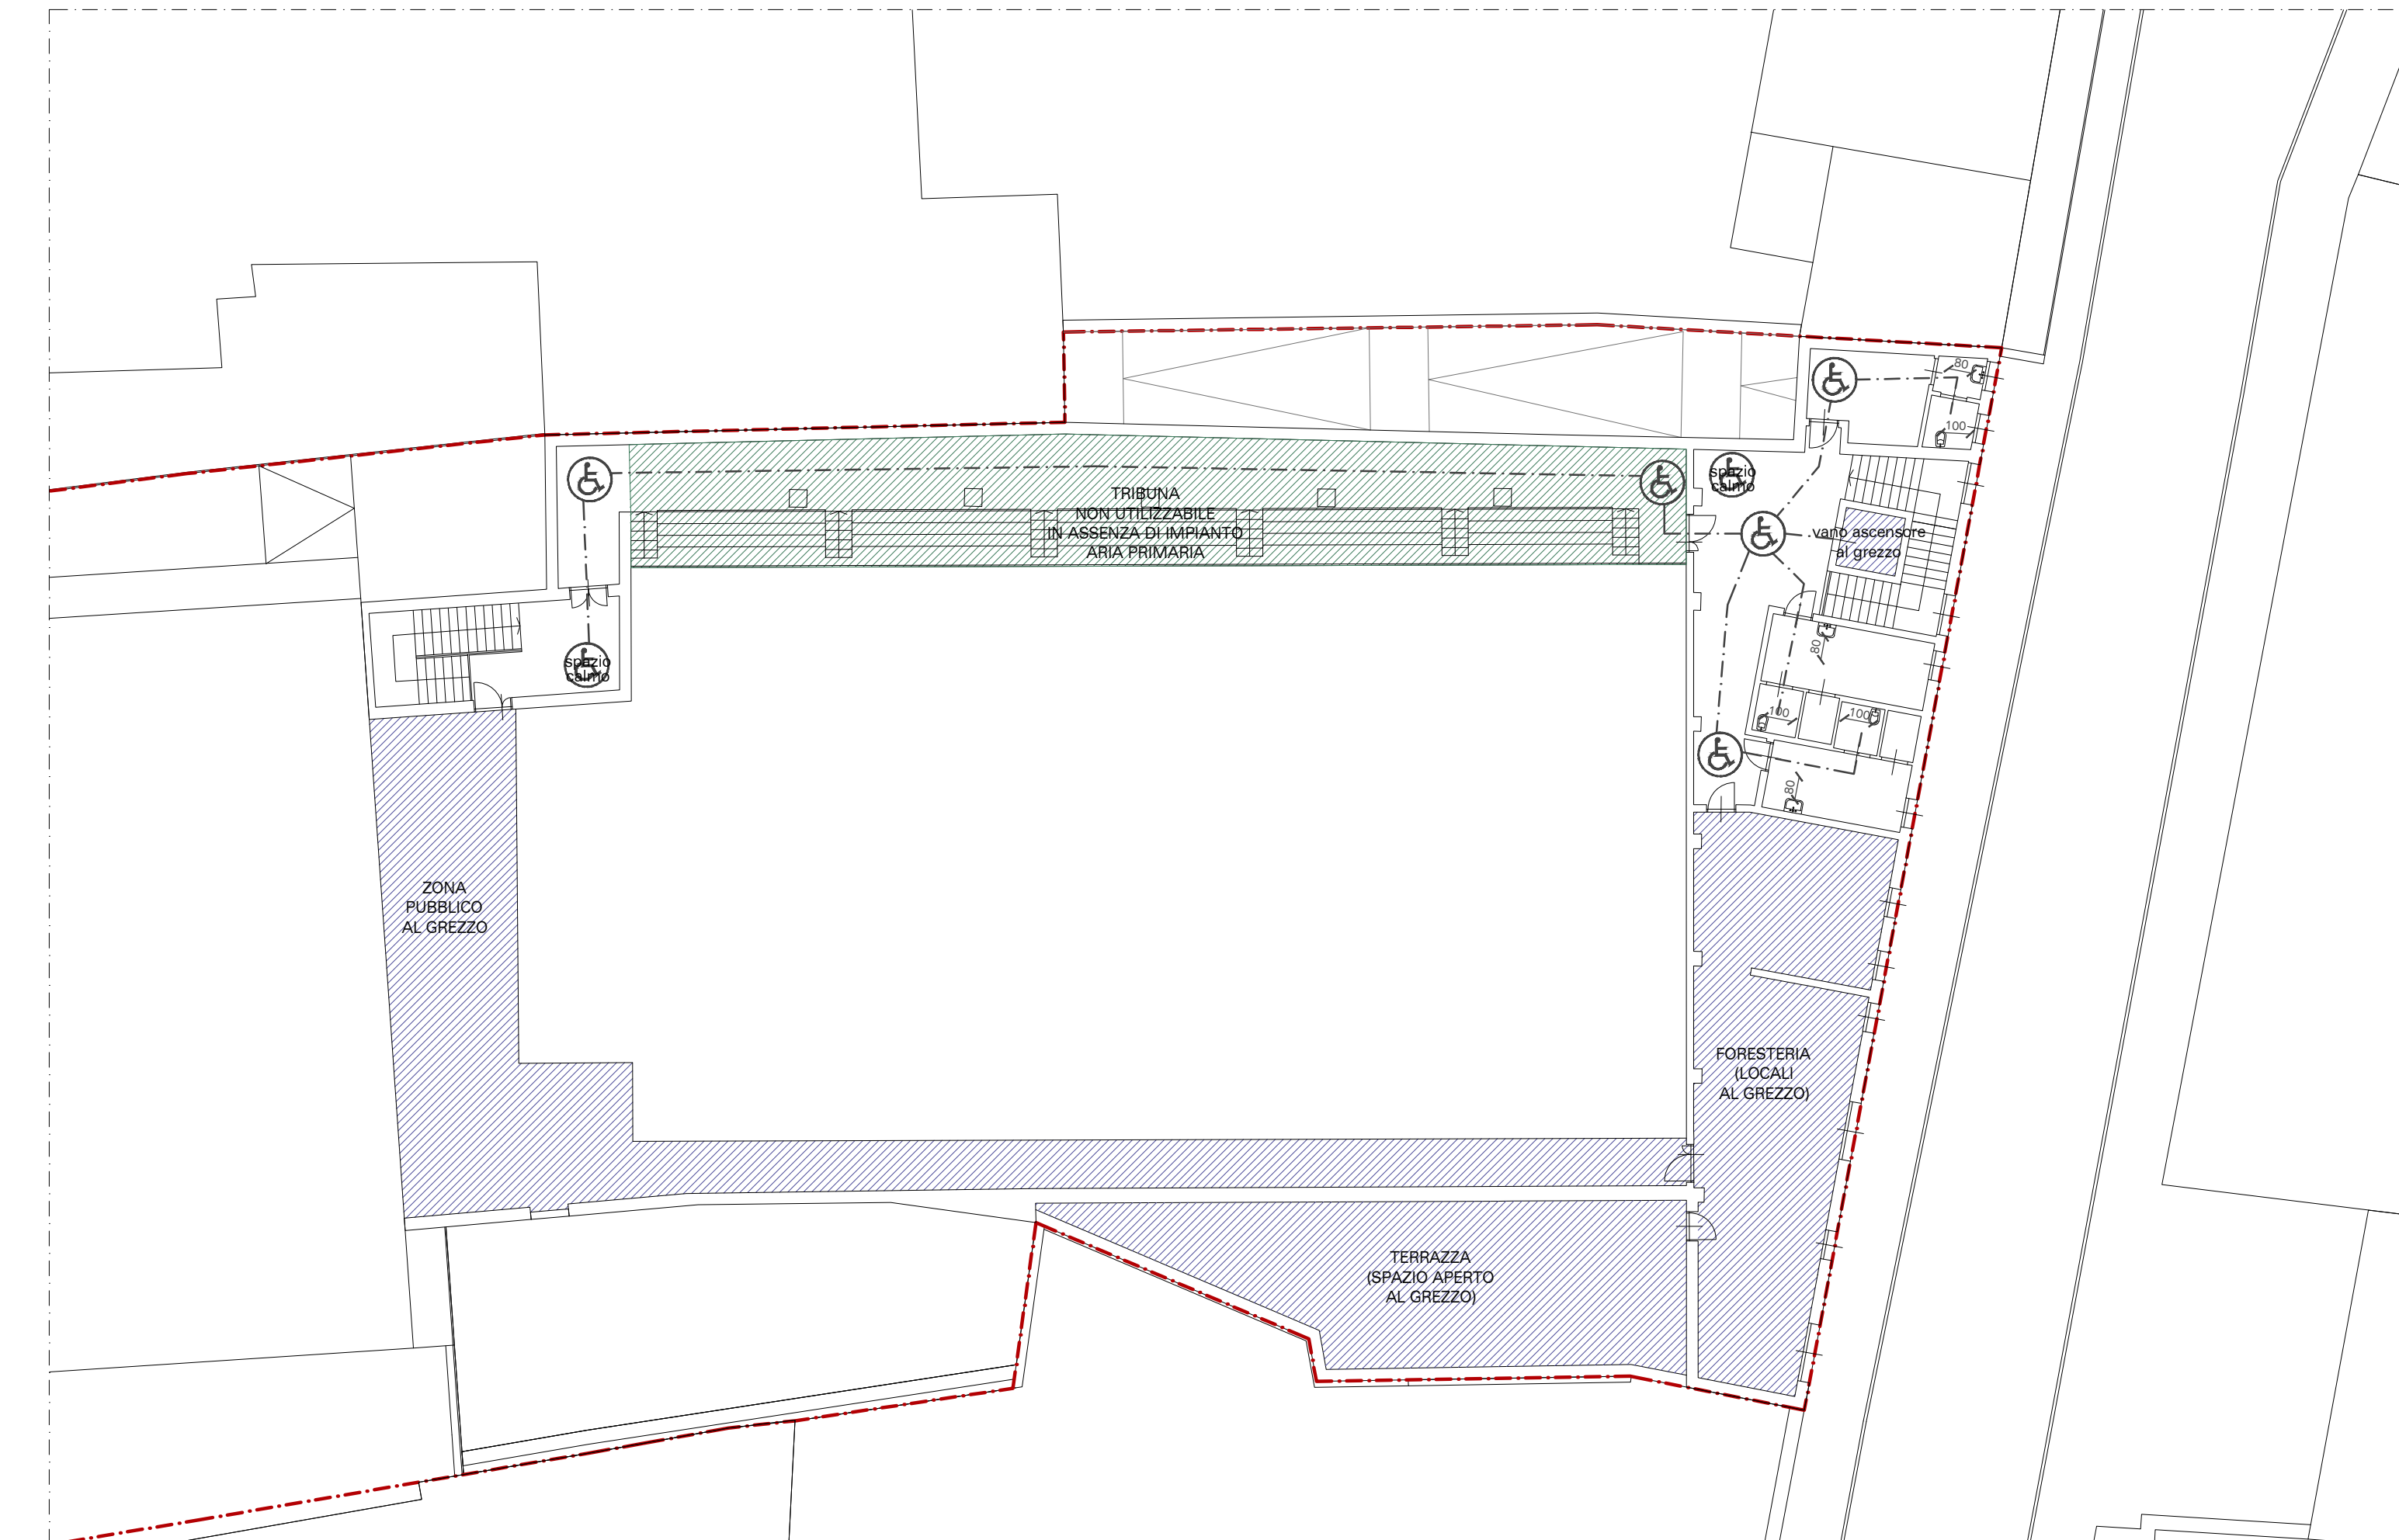 80
100
spazio
calmo
TRIBUNA
NON UTILIZZABILE
IN ASSENZA DI IMPIANTO
ARIA PRIMARIA
vano ascensore
al grezzo
80
spazio
calmo
100
100
80
ZONA
PUBBLICO
AL GREZZO
FORESTERIA
(LOCALI
AL GREZZO)
TERRAZZA
(SPAZIO APERTO
AL GREZZO)